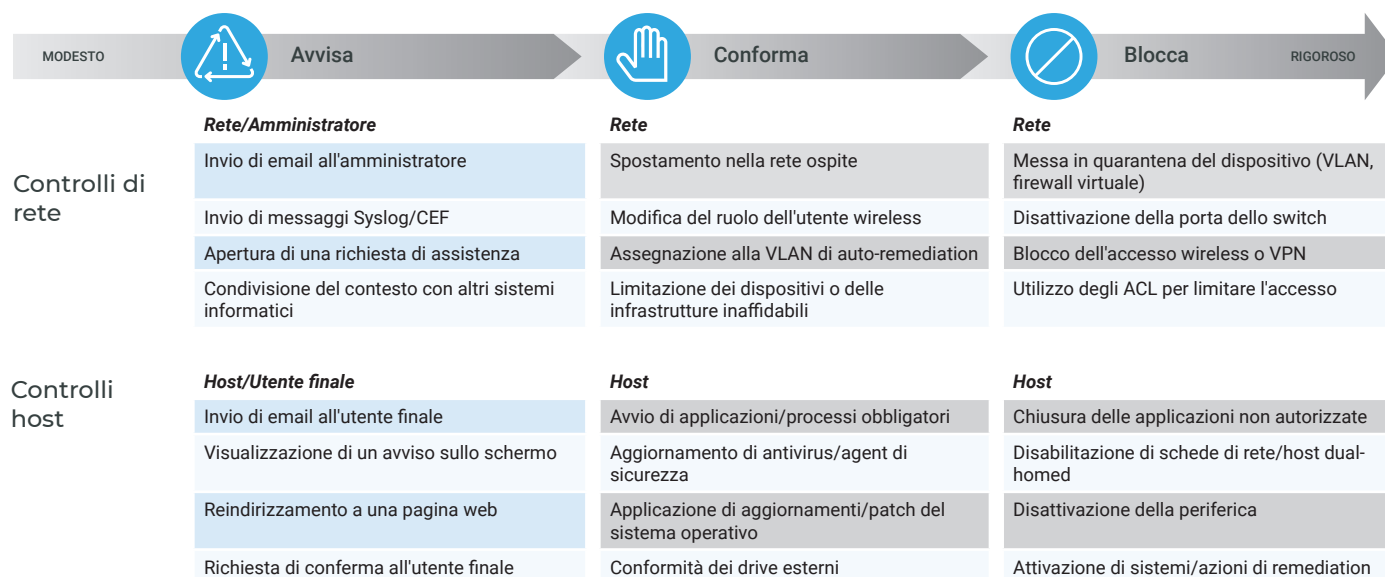 MODESTO
Avvisa
Conforma
Blocca
RIGOROSO
Controlli di
rete
Rete/Amministratore
Invio di email all'amministratore
Invio di messaggi Syslog/CEF
Apertura di una richiesta di assistenza
Condivisione del contesto con altri sistemi
informatici
Rete
Spostamento nella rete ospite
Modifica del ruolo dell'utente wireless
Assegnazione alla VLAN di auto-remediation
Limitazione dei dispositivi o delle
infrastrutture inaffidabili
Rete
Messa in quarantena del dispositivo (VLAN,
firewall virtuale)
Disattivazione della porta dello switch
Blocco dell'accesso wireless o VPN
Utilizzo degli ACL per limitare l'accesso
Controlli
host
Host/Utente finale
Invio di email all'utente finale
Visualizzazione di un avviso sullo schermo
Reindirizzamento a una pagina web
Richiesta di conferma all'utente finale
Host
Avvio di applicazioni/processi obbligatori
Aggiornamento di antivirus/agent di
sicurezza
Applicazione di aggiornamenti/patch del
sistema operativo
Conformità dei drive esterni
Host
Chiusura delle applicazioni non autorizzate
Disabilitazione di schede di rete/host dual-
homed
Disattivazione della periferica
Attivazione di sistemi/azioni di remediation